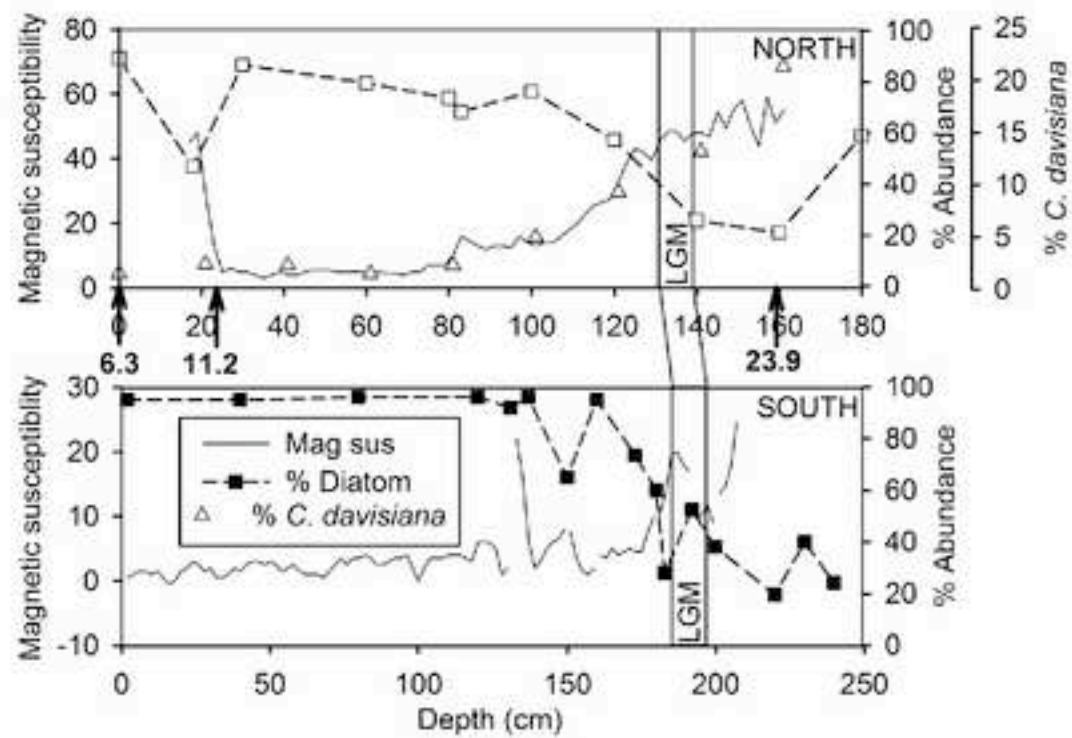 80
60
40
20
0
Magnetic susceptibility
NORTH
LGM
100
80
60
40
20
0
% Abundance
25
20
15
10
5
0
% C. davisiana
0 20 40 60 80 100 120 140 160 180
6.3 11.2 23.9
30
20
10
0
-10
Magnetic susceptiblity
SOUTH
Mag sus
% Diatom
% C. davisiana
LGM
100
80
60
40
20
0
% Abundance
0 50 100 150 200 250
Depth (cm)